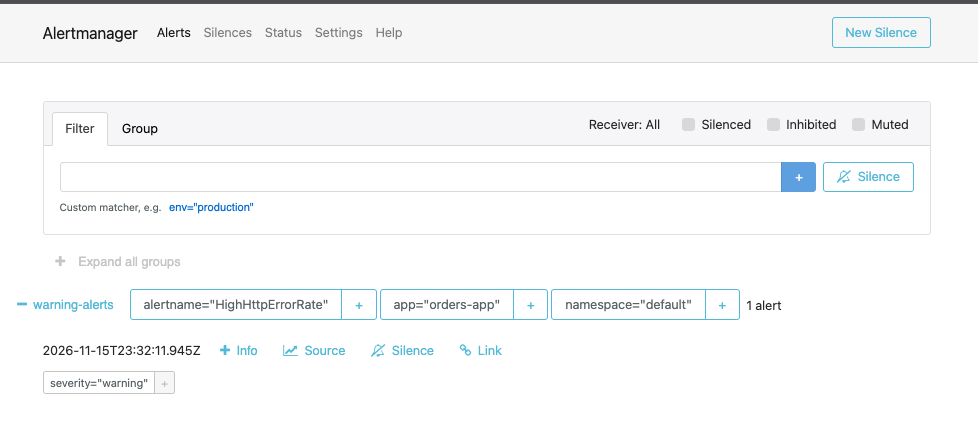 Alertmanager Alerts Silences Status Settings Help New Silence
Filter Group Receiver: All Silenced Inhibited Muted
+ Silence
Custom matcher, e.g. env="production"
+ Expand all groups
− warning-alerts alertname="HighHttpErrorRate" + app="orders-app" + namespace="default" + 1 alert
2026-11-15T23:32:11.945Z + Info Source Silence Link
severity="warning" +